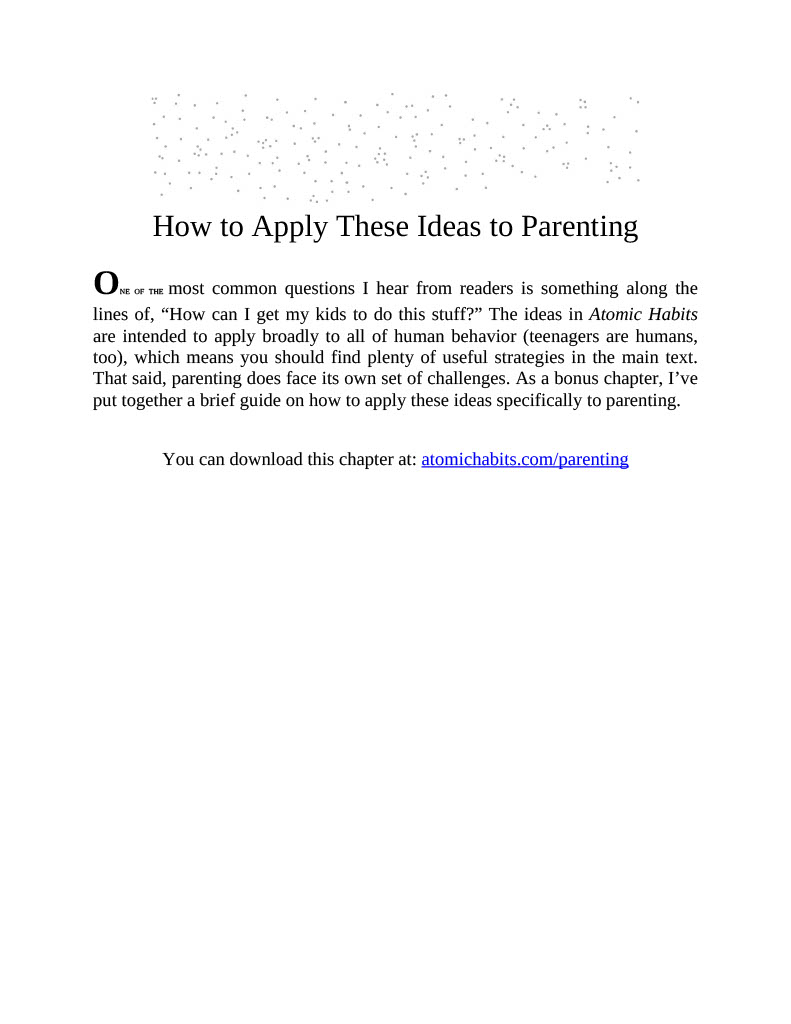 How to Apply These Ideas to Parenting
ONE OF THE most common questions I hear from readers is something along the
lines of, “How can I get my kids to do this stuff?” The ideas in Atomic Habits
are intended to apply broadly to all of human behavior (teenagers are humans,
too), which means you should find plenty of useful strategies in the main text.
That said, parenting does face its own set of challenges. As a bonus chapter, I’ve
put together a brief guide on how to apply these ideas specifically to parenting.
You can download this chapter at: atomichabits.com/parenting